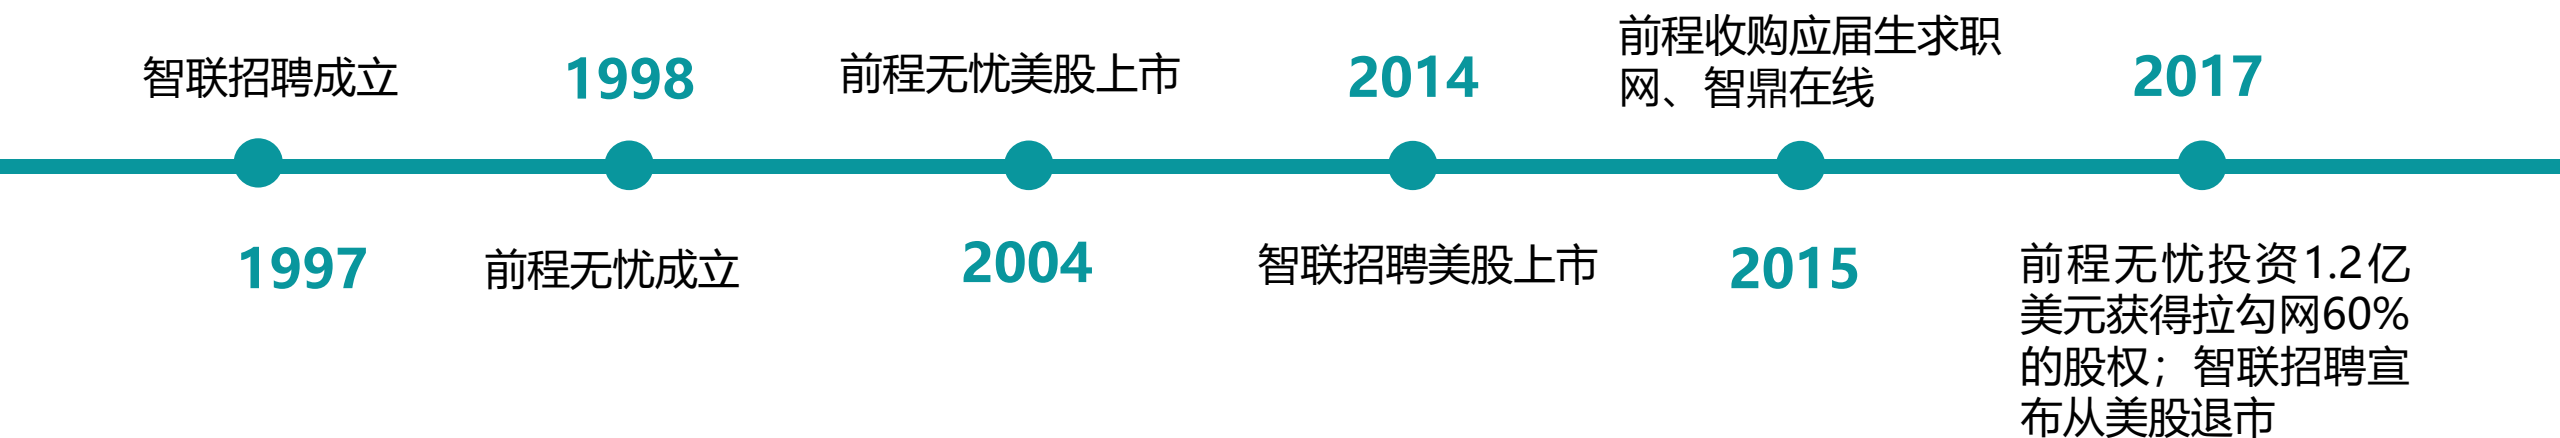 智联招聘成立
1997
1998
前程无忧成立
前程无忧美股上市
2004
2014
智联招聘美股上市
前程收购应届生求职
网、智鼎在线
2015
2017
前程无忧投资1.2亿
美元获得拉勾网60%
的股权；智联招聘宣
布从美股退市